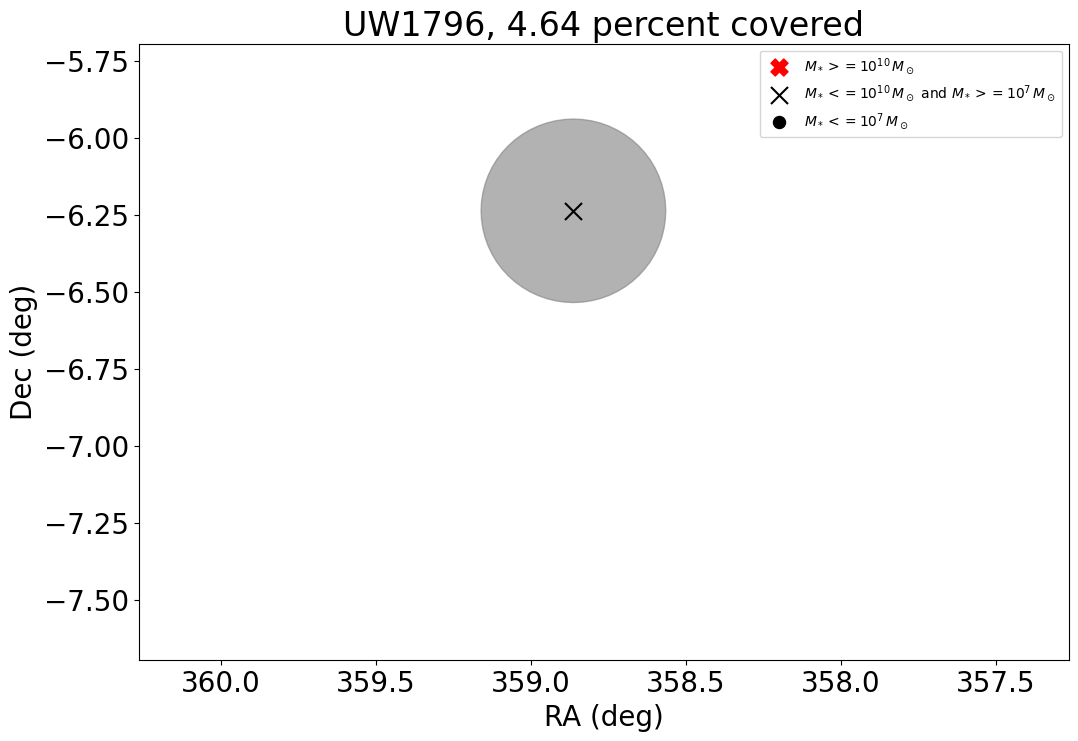 UW1796, 4.64 percent covered
M* >= 10^10 M⊙
M* <= 10^10 M⊙ and M* >= 10^7 M⊙
M* <= 10^7 M⊙
Dec (deg)
−5.75
−6.00
−6.25
−6.50
−6.75
−7.00
−7.25
−7.50
360.0 359.5 359.0 358.5 358.0 357.5
RA (deg)